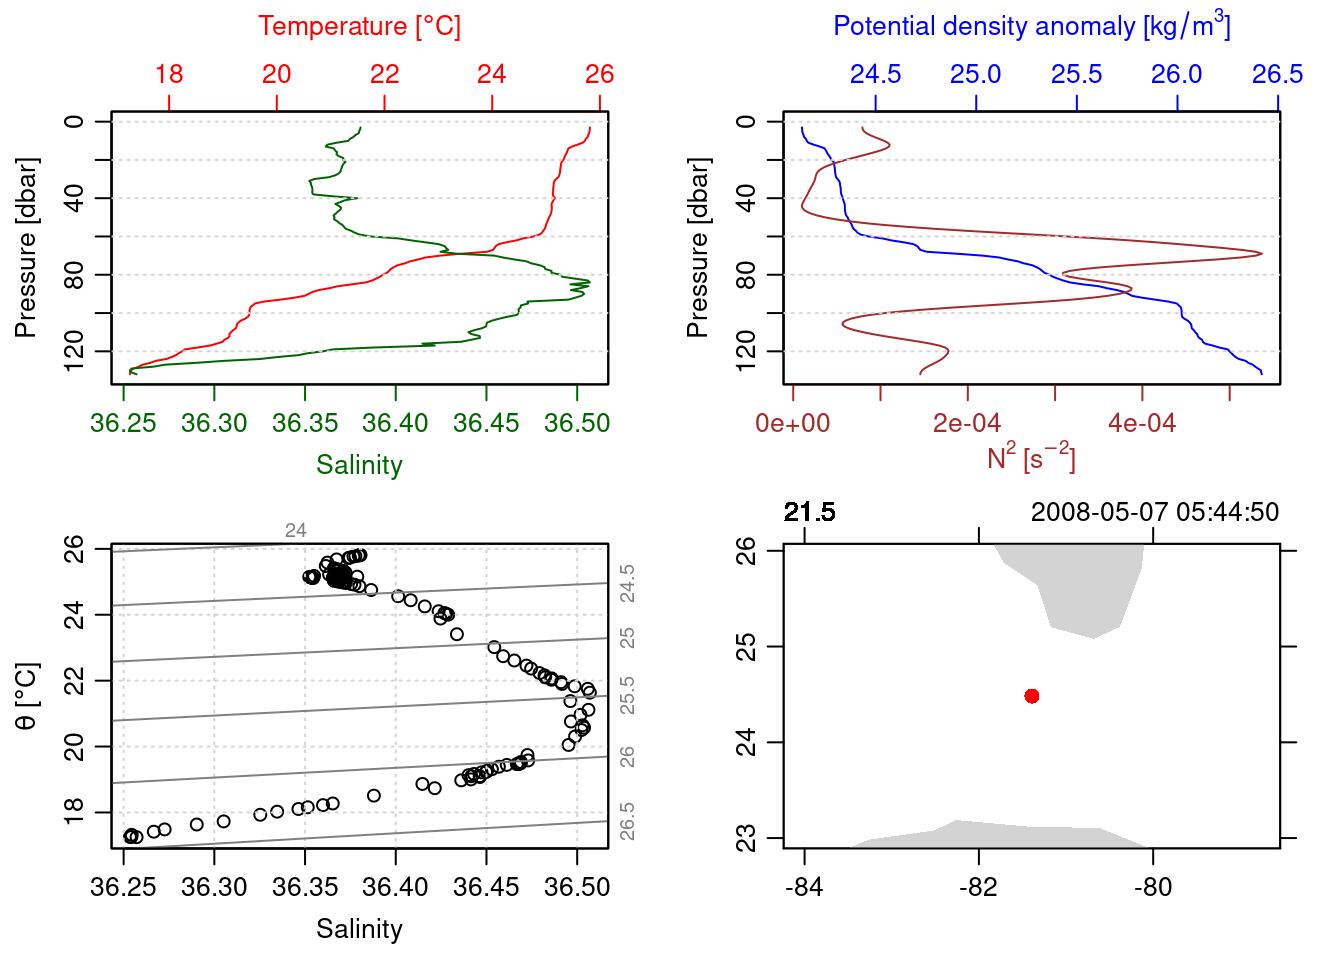 Temperature [°C]
18 20 22 24 26
Pressure [dbar]
0 40 80 120
36.25 36.30 36.35 36.40 36.45 36.50
Salinity
Potential density anomaly [kg/m³]
24.5 25.0 25.5 26.0 26.5
Pressure [dbar]
0 40 80 120
0e+00 2e-04 4e-04
N² [s⁻²]
24
θ [°C]
26 24 22 20 18
24.5 25 25.5 26 26.5
36.25 36.30 36.35 36.40 36.45 36.50
Salinity
21.5 2008-05-07 05:44:50
26 25 24 23
-84 -82 -80